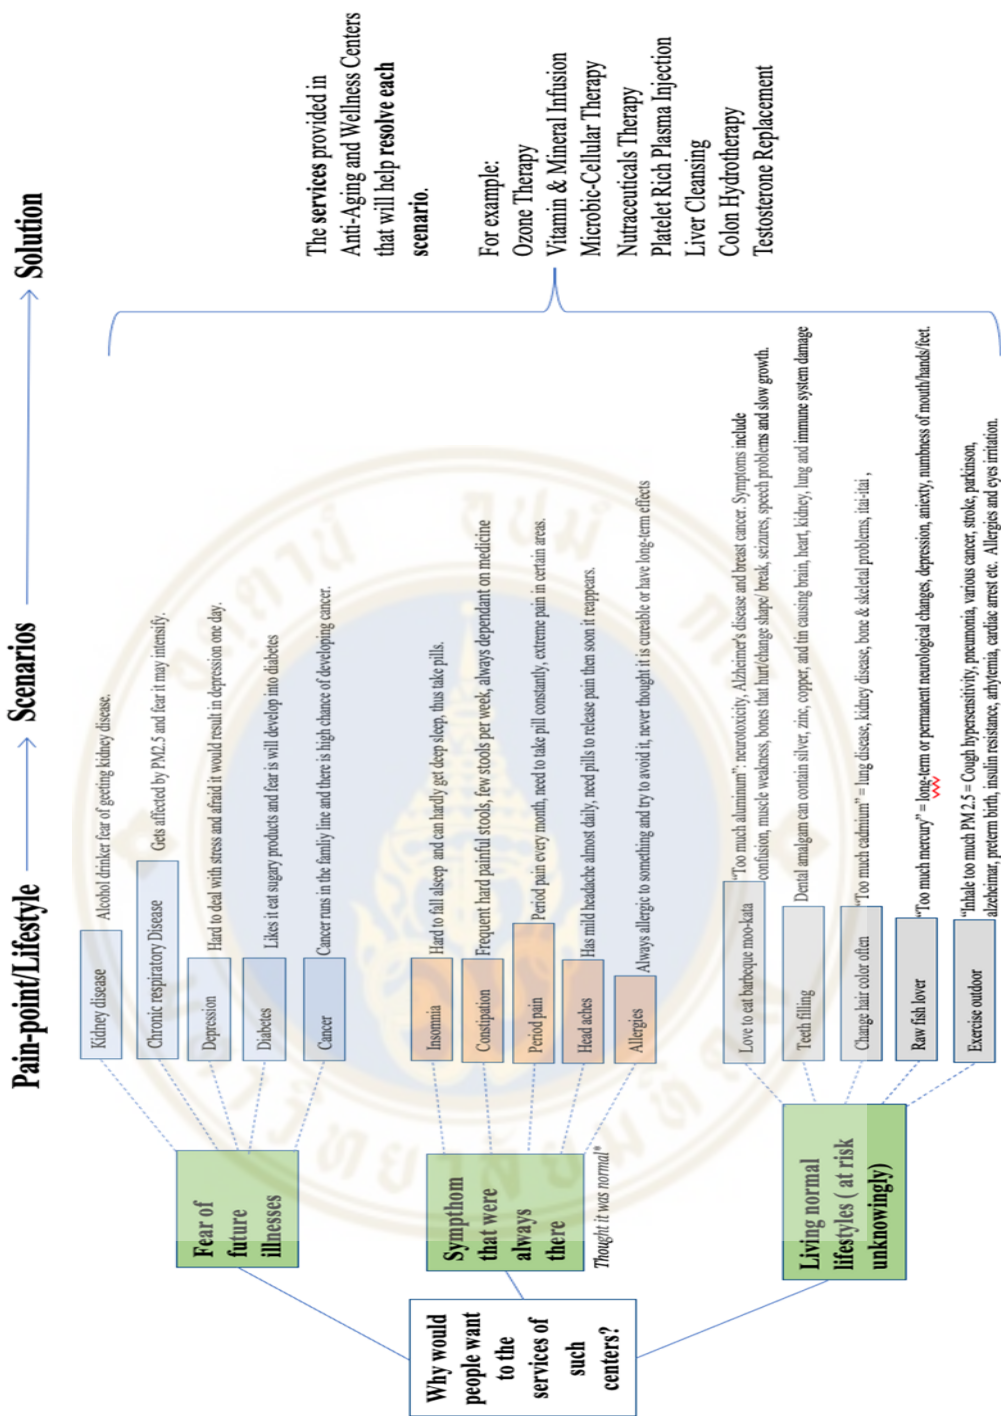 Pain-point/Lifestyle
Scenarios
Solution
Why would
people want
to the
services of
such
centers?
Fear of
future
illnesses
Kidney disease
Alcohol drinker fear of geeting kidney disease.
Chronic respiratory Disease
Gets affected by PM2.5 and fear it may intensify.
Depression
Hard to deal with stress and afraid it would result in depression one day.
Diabetes
Likes it eat sugary products and fear is will develop into diabetes
Cancer
Cancer runs in the famliy line and there is high chance of developing cancer.
Sympthom
that were
always
there
Thought it was normal*
Insomnia
Hard to fall alseep and can hardly get deep sleep, thus take pills.
Constipation
Frequent hard painful stools, few stools per week, always dependant on medicine
Period pain
Period pain every month, need to take pill constantly, extreme pain in certain areas.
Head aches
Has mild headache almost daily, need pills to release pain then soon it reappears.
Allergies
Always allergic to something and try to avoid it, never thought it is cureable or have long-term effects
Living normal
lifestyles ( at risk
unknowingly)
Love to eat barbeque moo-kata
“Too much aluminum”: neurotoxicity, Alzheimer's disease and breast cancer. Symptoms include
confusion, muscle weakness, bones that hurt/change shape/ break, seizures, speech problems and slow growth.
Teeth filling
Dental amalgam can contain silver, zinc, copper, and tin causing brain, heart, kidney, lung and immune system damage
Change hair color often
“Too much cadmium” = lung disease, kidney disease, bone & skeletal problems, itai-itai ,
Raw fish lover
“Too much mercury” = long-term or permanent neurological changes, depression, aniexty, numbness of mouth/hands/feet.
Exercise outdoor
“Inhale too much PM 2.5 = Cough hypersensitivity, pneumonia, various cancer, stroke, parkinson,
alzeheimar, preterm birth, insulin resistance, arhytemia, cardiac arrest etc. Allergies and eyes irritation.
The services provided in
Anti-Aging and Wellness Centers
that will help resolve each
scenario.
For example:
Ozone Therapy
Vitamin & Mineral Infusion
Microbic-Cellular Therapy
Nutraceuticals Therapy
Platelet Rich Plasma Injection
Liver Cleansing
Colon Hydrotherapy
Testosterone Replacement